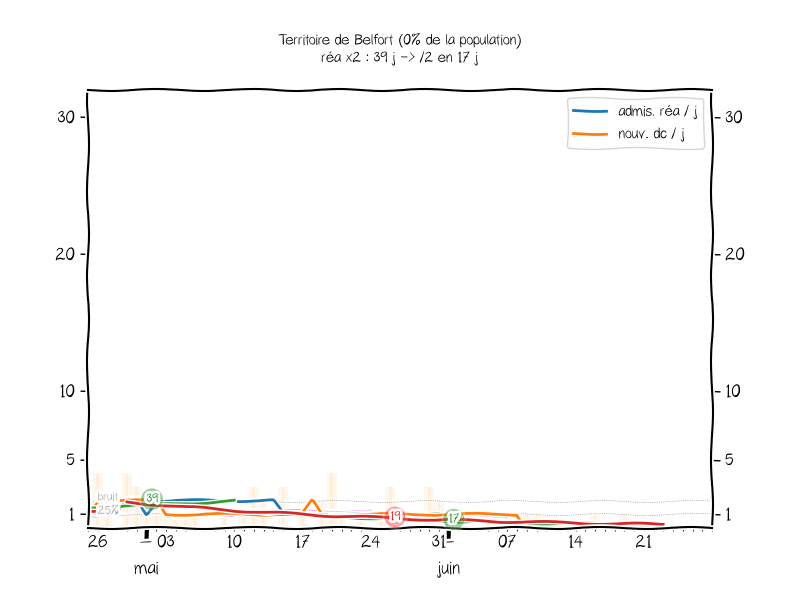 Territoire de Belfort (0% de la population)
réa x2 : 39 j -> /2 en 17 j
admis. réa / j
nouv. dc / j
30
30
20
20
10
10
5
5
1
1
bruit
25%
39
19
17
26 03 10 17 24 31 07 14 21
mai juin